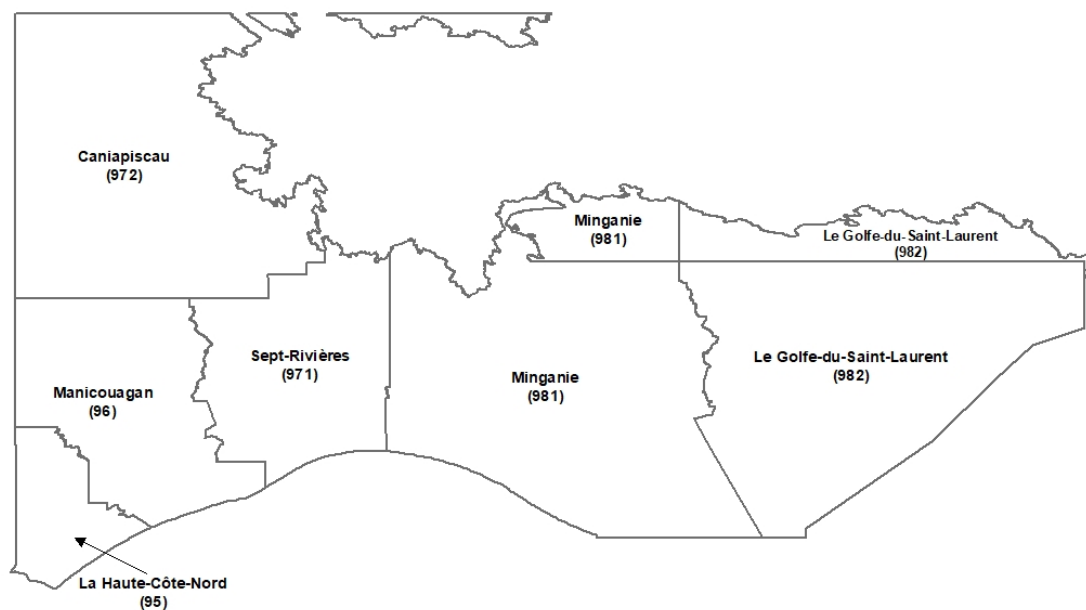 Caniapiscau
(972)
Minganie
(981)
Le Golfe-du-Saint-Laurent
(982)
Sept-Rivières
(971)
Minganie
(981)
Le Golfe-du-Saint-Laurent
(982)
Manicouagan
(96)
La Haute-Côte-Nord
(95)